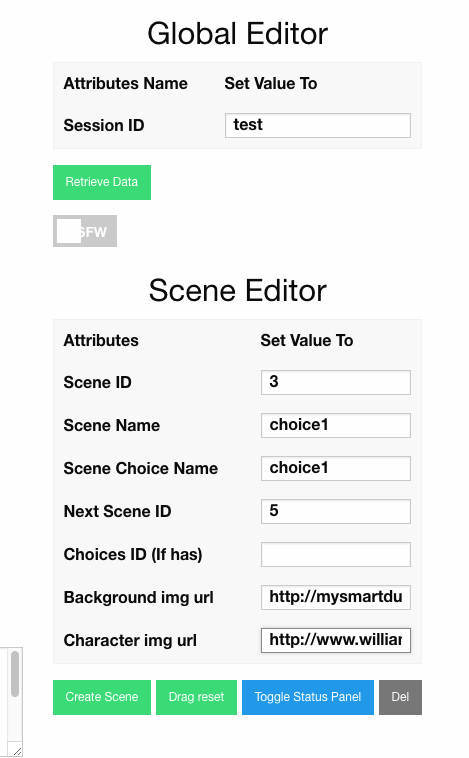 Global Editor
Attributes Name Set Value To
Session ID test
Retrieve Data
SFW
Scene Editor
Attributes Set Value To
Scene ID 3
Scene Name choice1
Scene Choice Name choice1
Next Scene ID 5
Choices ID (If has)
Background img url http://mysmartdu
Character img url http://www.williar
Create Scene Drag reset Toggle Status Panel Del